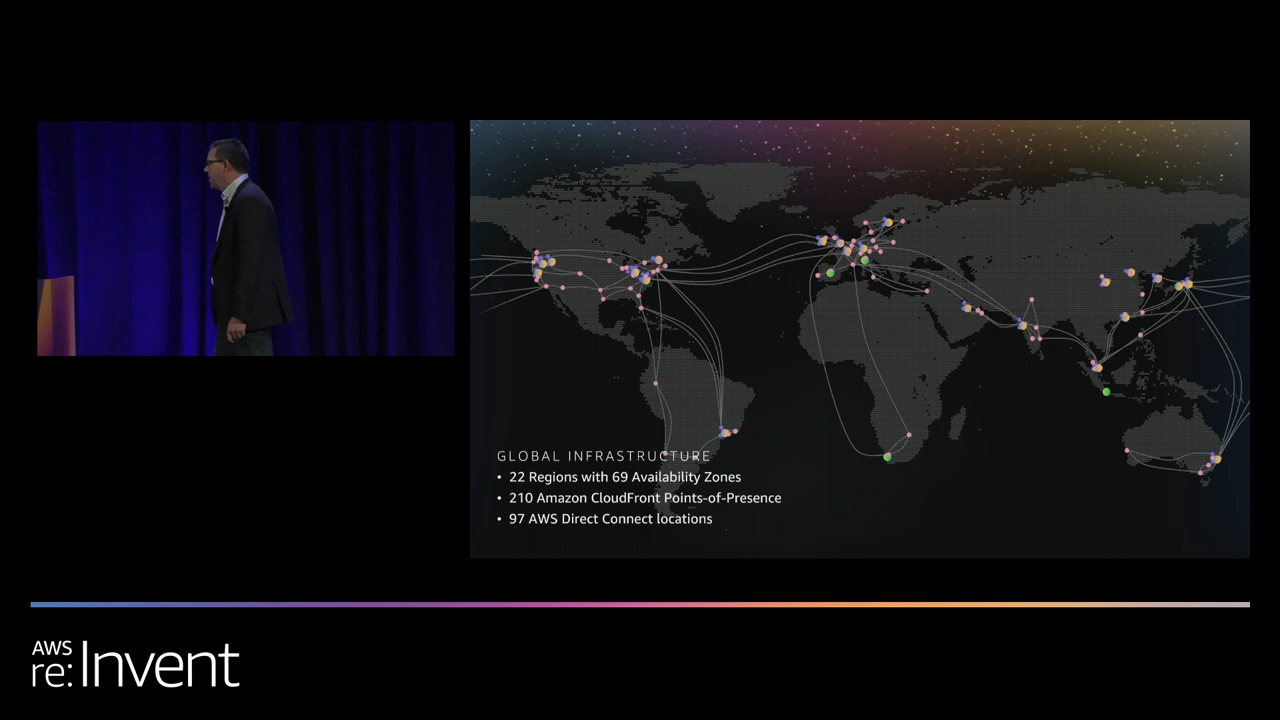 GLOBAL INFRASTRUCTURE
• 22 Regions with 69 Availability Zones
• 210 Amazon CloudFront Points-of-Presence
• 97 AWS Direct Connect locations
AWS
re:Invent